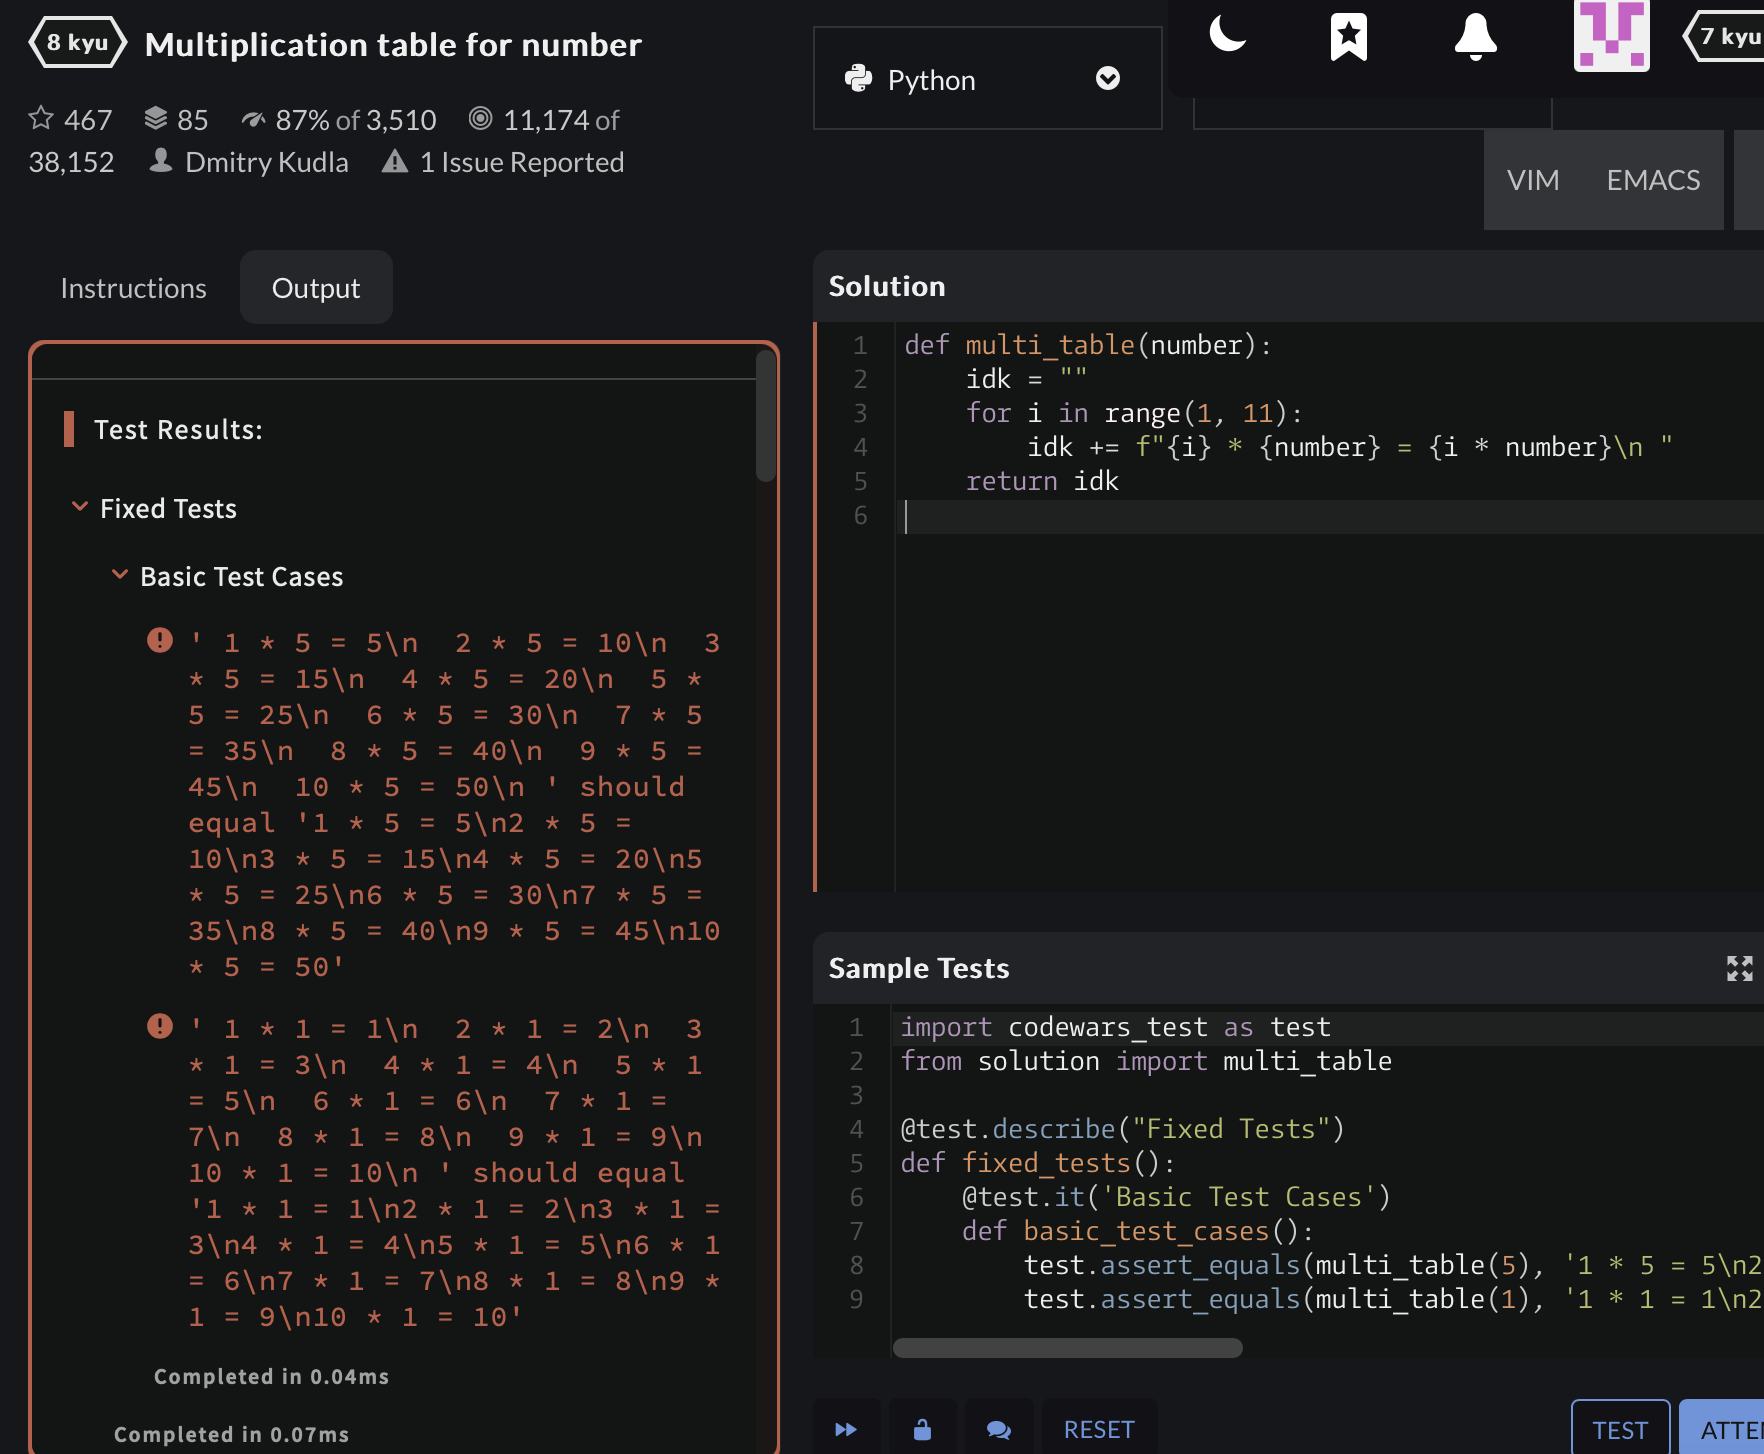 8 kyu Multiplication table for number
467 85 87% of 3,510 11,174 of
38,152 Dmitry Kudla 1 Issue Reported
Python
7 kyu
VIM EMACS
Instructions Output
Test Results:
Fixed Tests
Basic Test Cases
' 1 * 5 = 5\n  2 * 5 = 10\n  3
* 5 = 15\n  4 * 5 = 20\n  5 *
5 = 25\n  6 * 5 = 30\n  7 * 5
= 35\n  8 * 5 = 40\n  9 * 5 =
45\n  10 * 5 = 50\n ' should
equal '1 * 5 = 5\n2 * 5 =
10\n3 * 5 = 15\n4 * 5 = 20\n5
* 5 = 25\n6 * 5 = 30\n7 * 5 =
35\n8 * 5 = 40\n9 * 5 = 45\n10
* 5 = 50'
' 1 * 1 = 1\n  2 * 1 = 2\n  3
* 1 = 3\n  4 * 1 = 4\n  5 * 1
= 5\n  6 * 1 = 6\n  7 * 1 =
7\n  8 * 1 = 8\n  9 * 1 = 9\n
10 * 1 = 10\n ' should equal
'1 * 1 = 1\n2 * 1 = 2\n3 * 1 =
3\n4 * 1 = 4\n5 * 1 = 5\n6 * 1
= 6\n7 * 1 = 7\n8 * 1 = 8\n9 *
1 = 9\n10 * 1 = 10'
Completed in 0.04ms
Completed in 0.07ms
Solution
1 def multi_table(number):
2     idk = ""
3     for i in range(1, 11):
4         idk += f"{i} * {number} = {i * number}\n "
5     return idk
6
Sample Tests
1 import codewars_test as test
2 from solution import multi_table
3
4 @test.describe("Fixed Tests")
5 def fixed_tests():
6     @test.it('Basic Test Cases')
7     def basic_test_cases():
8         test.assert_equals(multi_table(5), '1 * 5 = 5\n2
9         test.assert_equals(multi_table(1), '1 * 1 = 1\n2
RESET TEST ATTE